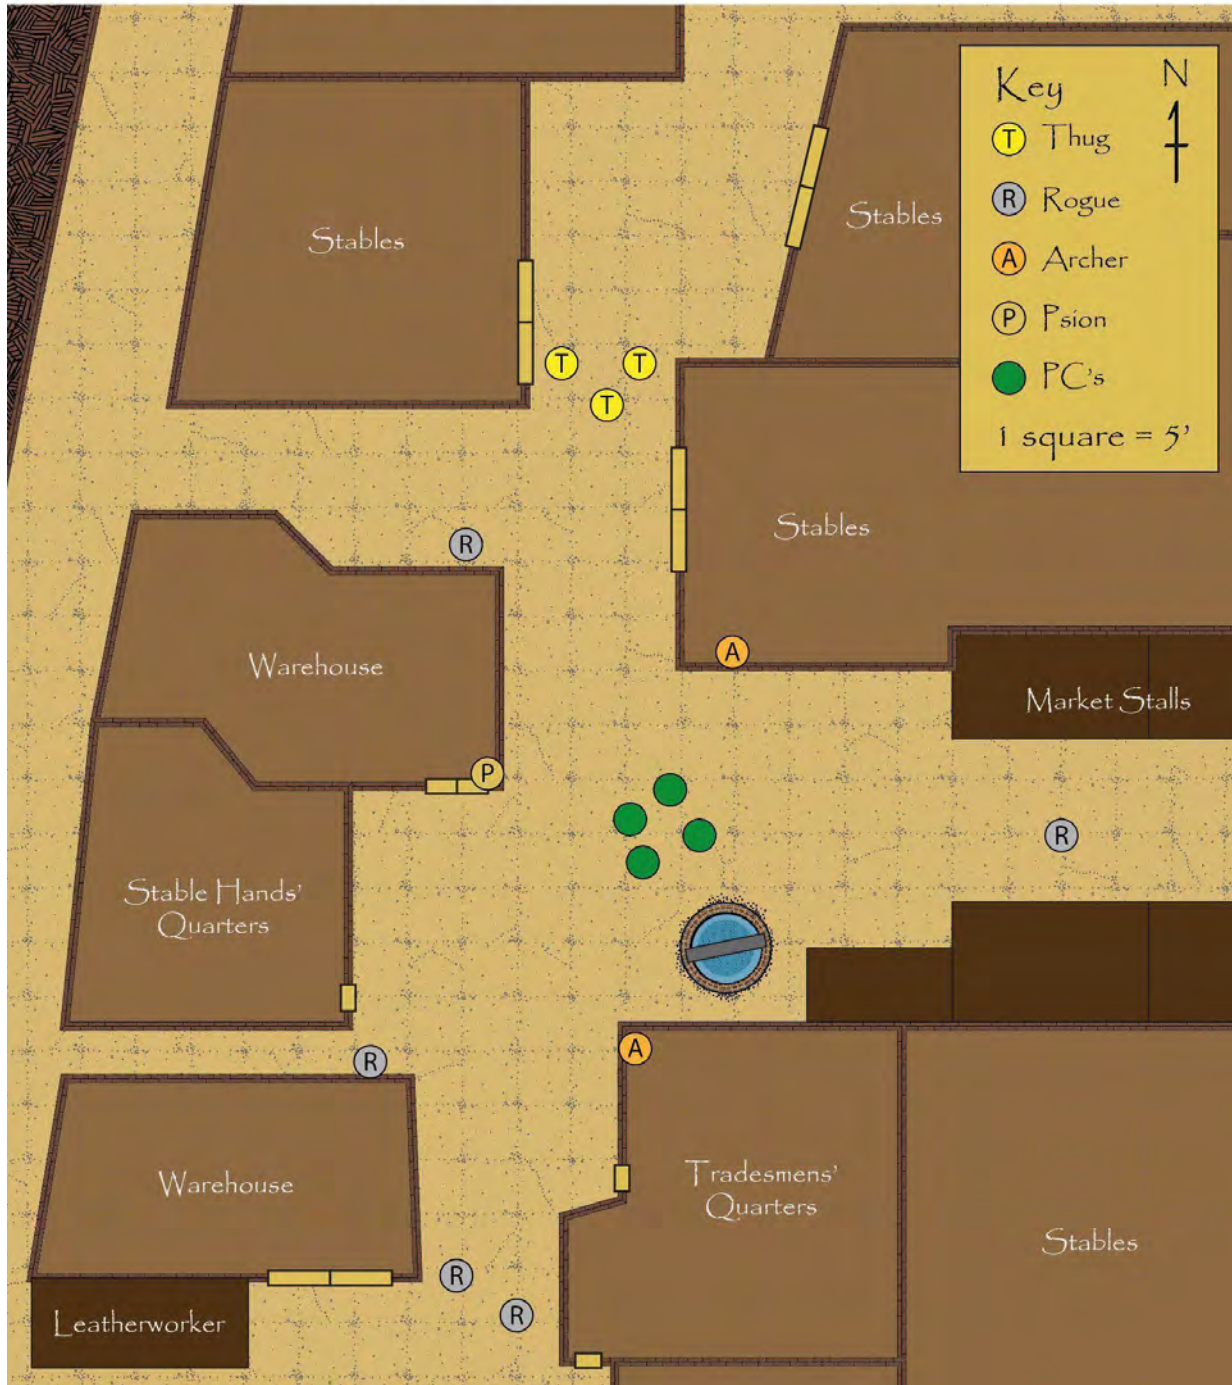 Key
N
T Thug
R Rogue
A Archer
P Psion
PC's
1 square = 5'
Stables
Stables
T
T
T
Stables
R
Warehouse
A
Market Stalls
P
R
Stable Hands'
Quarters
A
R
Warehouse
Tradesmens'
Quarters
Stables
R
R
Leatherworker